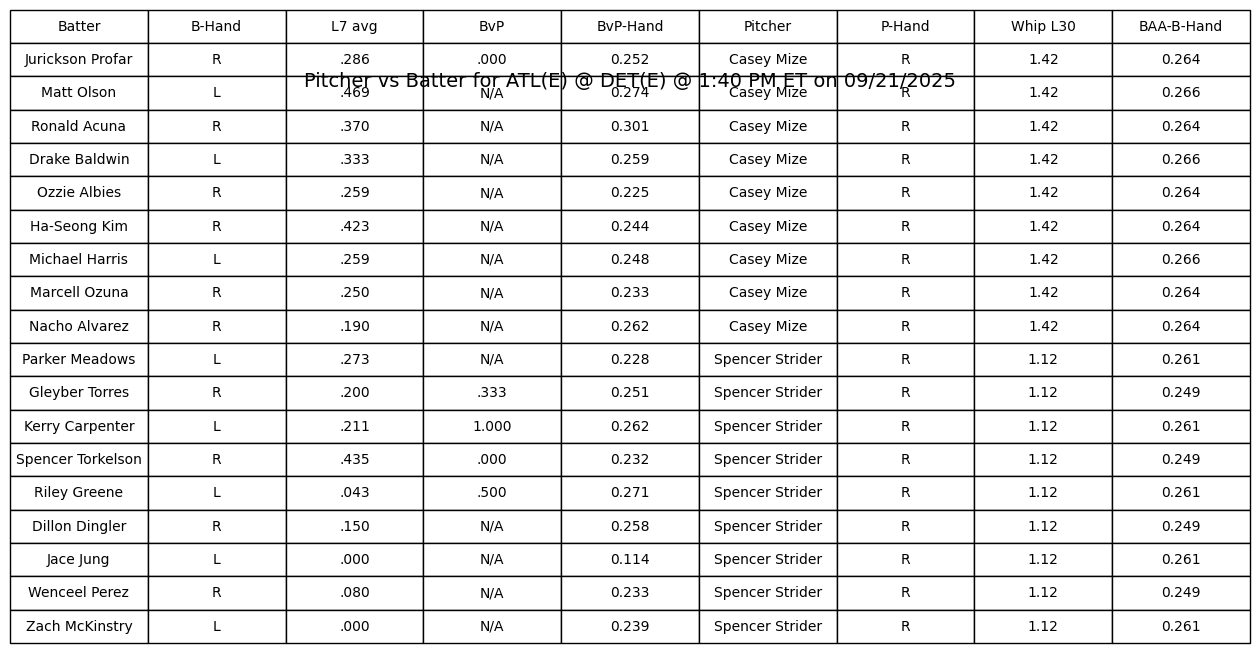 Batter B-Hand L7 avg BvP BvP-Hand Pitcher P-Hand Whip L30 BAA-B-Hand
Jurickson Profar R .286 .000 0.252 Casey Mize R 1.42 0.264
Pitcher vs Batter for ATL(E) @ DET(E) @ 1:40 PM ET on 09/21/2025
Matt Olson L .469 N/A 0.274 Casey Mize R 1.42 0.266
Ronald Acuna R .370 N/A 0.301 Casey Mize R 1.42 0.264
Drake Baldwin L .333 N/A 0.259 Casey Mize R 1.42 0.266
Ozzie Albies R .259 N/A 0.225 Casey Mize R 1.42 0.264
Ha-Seong Kim R .423 N/A 0.244 Casey Mize R 1.42 0.264
Michael Harris L .259 N/A 0.248 Casey Mize R 1.42 0.266
Marcell Ozuna R .250 N/A 0.233 Casey Mize R 1.42 0.264
Nacho Alvarez R .190 N/A 0.262 Casey Mize R 1.42 0.264
Parker Meadows L .273 N/A 0.228 Spencer Strider R 1.12 0.261
Gleyber Torres R .200 .333 0.251 Spencer Strider R 1.12 0.249
Kerry Carpenter L .211 1.000 0.262 Spencer Strider R 1.12 0.261
Spencer Torkelson R .435 .000 0.232 Spencer Strider R 1.12 0.249
Riley Greene L .043 .500 0.271 Spencer Strider R 1.12 0.261
Dillon Dingler R .150 N/A 0.258 Spencer Strider R 1.12 0.249
Jace Jung L .000 N/A 0.114 Spencer Strider R 1.12 0.261
Wenceel Perez R .080 N/A 0.233 Spencer Strider R 1.12 0.249
Zach McKinstry L .000 N/A 0.239 Spencer Strider R 1.12 0.261